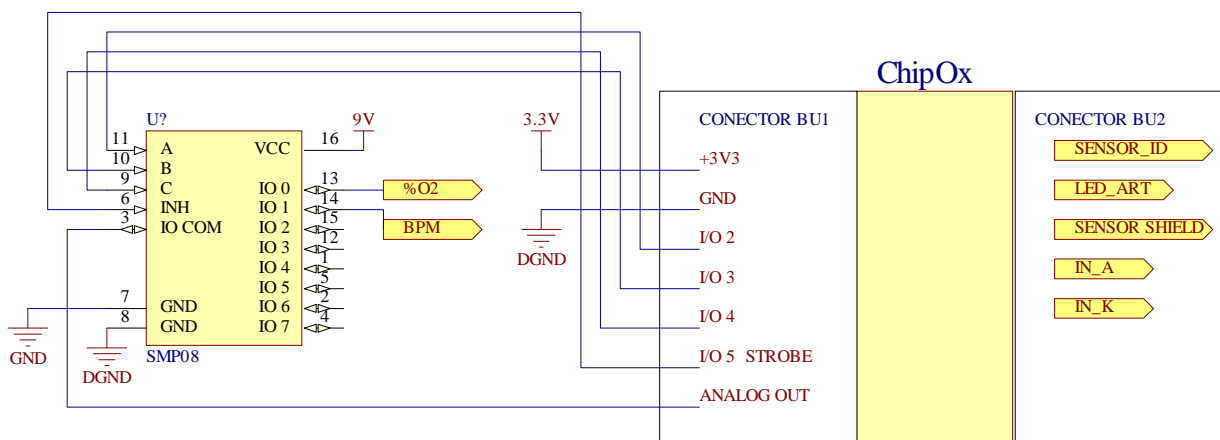 ChipOx
U?
11
A
10
B
9
C
6
INH
3
IO COM
7
GND
8
GND
VCC
16
9V
IO 0
13
%O2
IO 1
14
BPM
IO 2
15
IO 3
12
IO 4
1
IO 5
5
IO 6
2
IO 7
4
SMP08
GND
DGND
3.3V
DGND
CONECTOR BU1
+3V3
GND
I/O 2
I/O 3
I/O 4
I/O 5 STROBE
ANALOG OUT
CONECTOR BU2
SENSOR_ID
LED_ART
SENSOR SHIELD
IN_A
IN_K